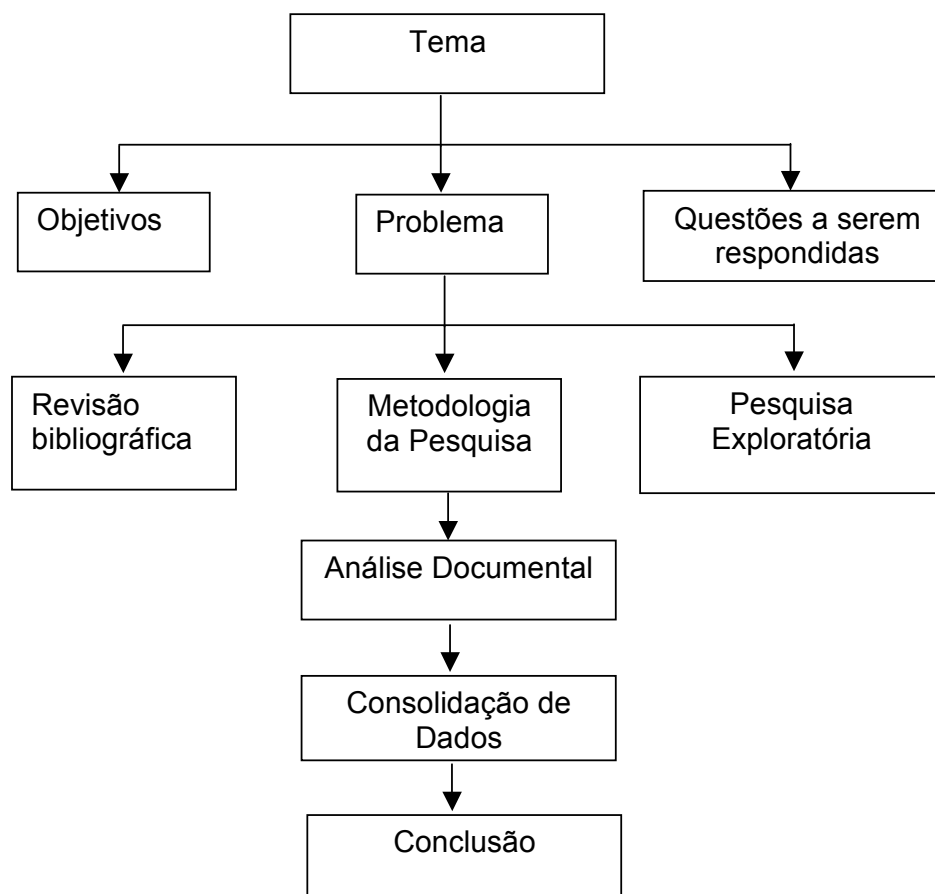 Tema
Objetivos
Problema
Questões a serem
respondidas
Revisão
bibliográfica
Metodologia
da Pesquisa
Pesquisa
Exploratória
Análise Documental
Consolidação de
Dados
Conclusão